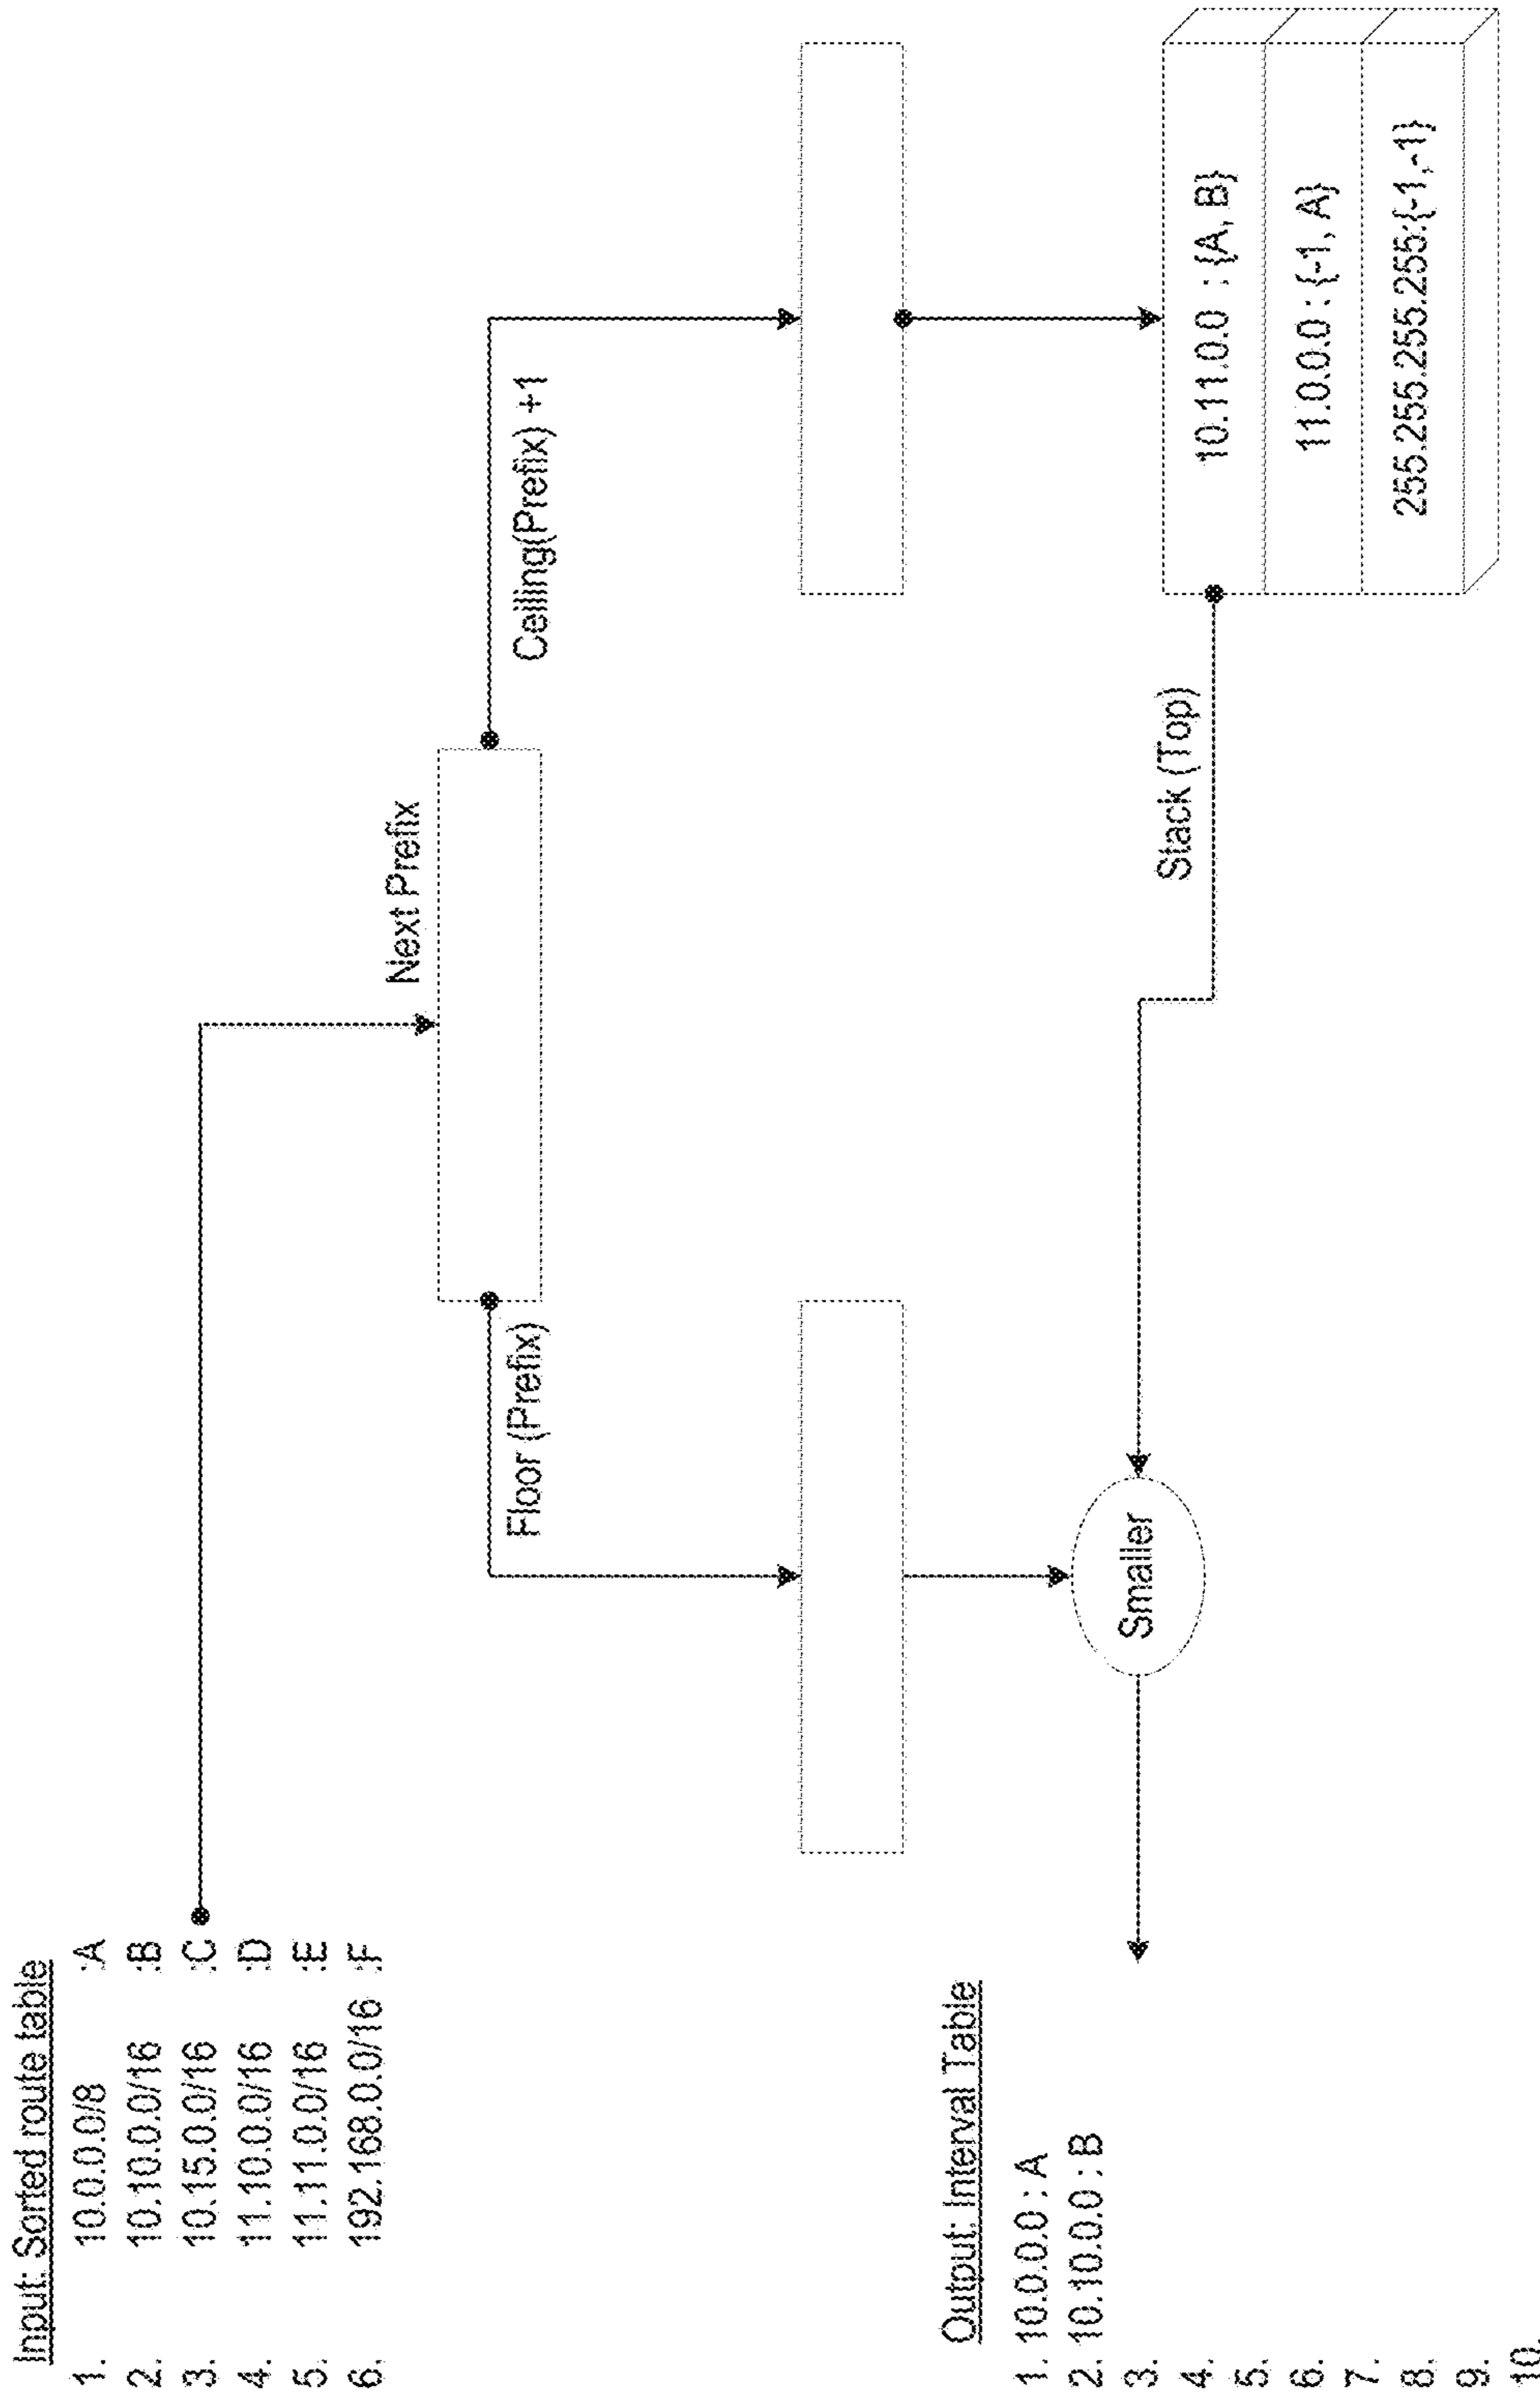 Input: Sorted route table
1. 10.0.0.0/8 :A
2. 10.10.0.0/16 :B
3. 10.15.0.0/16 :C
4. 11.10.0.0/16 :D
5. 11.11.0.0/16 :E
6. 192.168.0.0/16 :F
Next Prefix
Floor (Prefix)
Ceiling(Prefix) +1
Output: Interval Table
1. 10.0.0.0 : A
2. 10.10.0.0 : B
3.
4.
5.
6.
7.
8.
9.
10.
Smaller
Stack (Top)
10.11.0.0 : {A, B}
11.0.0.0 : {-1, A}
255.255.255.255:{-1,-1}